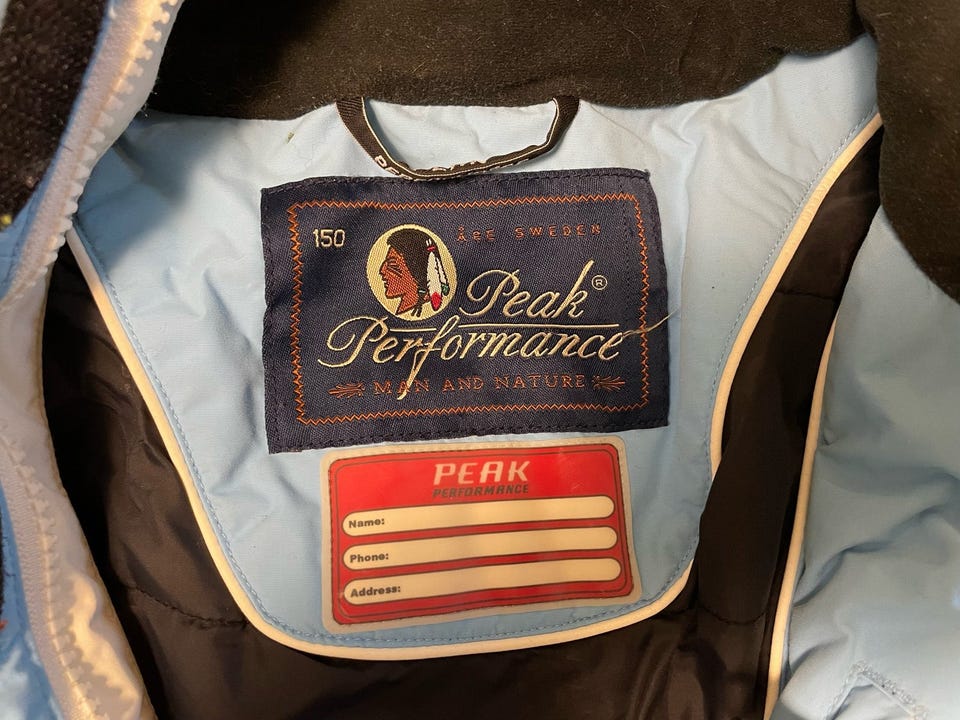 150
ÅRE SWEDEN
Peak®
Performance
MAN AND NATURE
PEAK
PERFORMANCE
Name:
Phone:
Address: